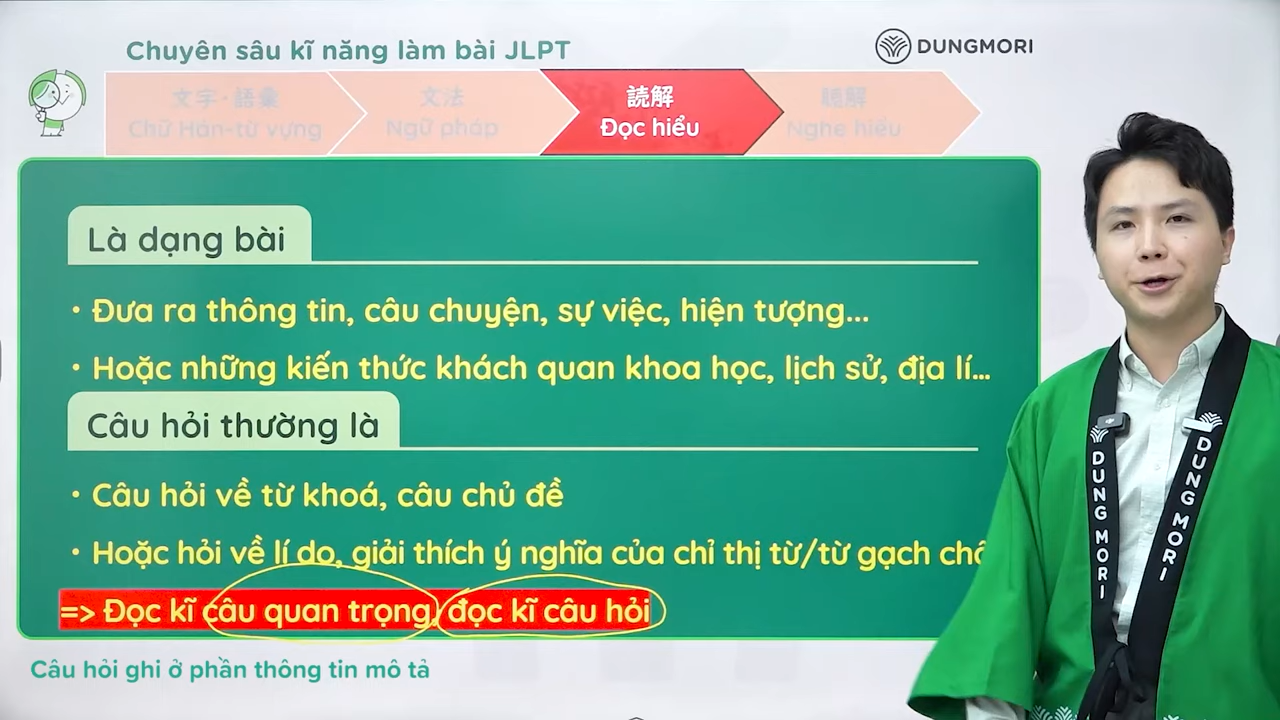 Chuyên sâu kĩ năng làm bài JLPT
DUNGMORI
文字・語彙
Chữ Hán-từ vựng
文法
Ngữ pháp
読解
Đọc hiểu
聴解
Nghe hiểu
Là dạng bài
• Đưa ra thông tin, câu chuyện, sự việc, hiện tượng...
• Hoặc những kiến thức khách quan khoa học, lịch sử, địa lí...
Câu hỏi thường là
• Câu hỏi về từ khoá, câu chủ đề
• Hoặc hỏi về lí do, giải thích ý nghĩa của chỉ thị từ/từ gạch
=> Đọc kĩ câu quan trọng, đọc kĩ câu hỏi
Câu hỏi ghi ở phần thông tin mô tả
DUNG MORI
DUNG MORI